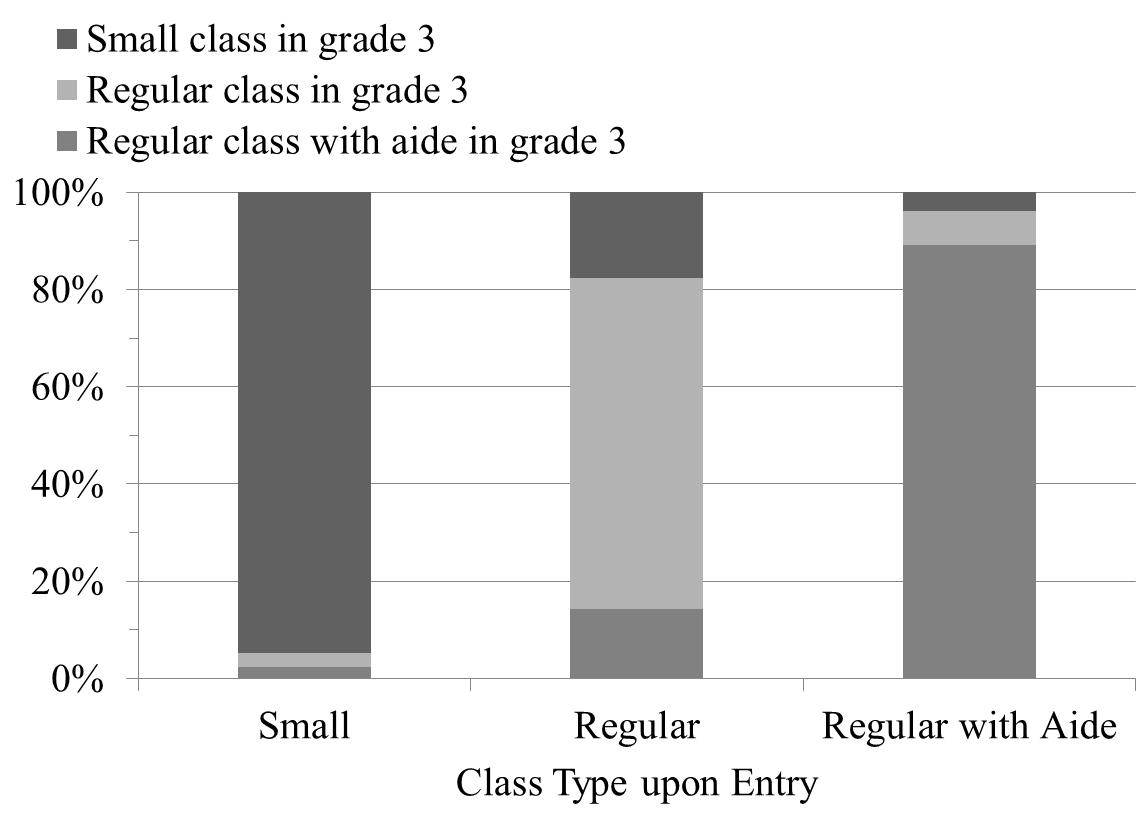 Small class in grade 3
Regular class in grade 3
Regular class with aide in grade 3
100%
80%
60%
40%
20%
0%
Small Regular Regular with Aide
Class Type upon Entry